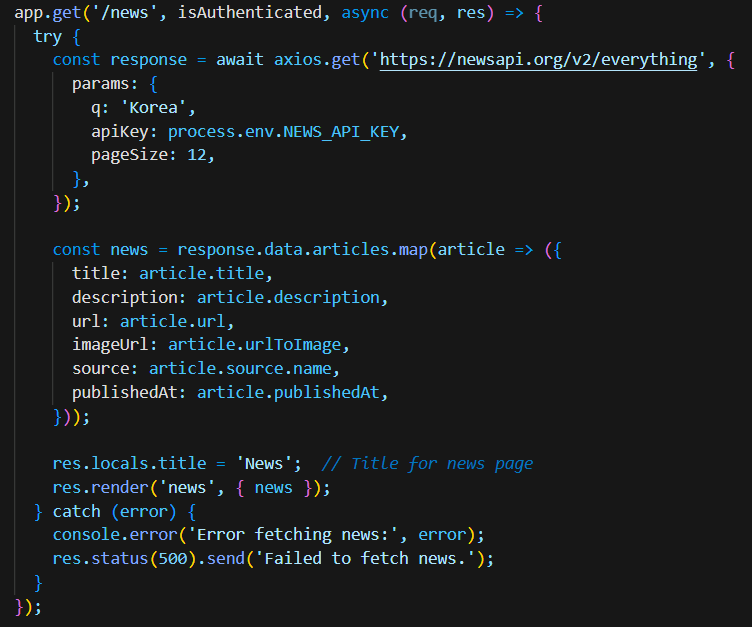 app.get('/news', isAuthenticated, async (req, res) => {
  try {
    const response = await axios.get('https://newsapi.org/v2/everything', {
      params: {
        q: 'Korea',
        apiKey: process.env.NEWS_API_KEY,
        pageSize: 12,
      },
    });

    const news = response.data.articles.map(article => ({
      title: article.title,
      description: article.description,
      url: article.url,
      imageUrl: article.urlToImage,
      source: article.source.name,
      publishedAt: article.publishedAt,
    }));

    res.locals.title = 'News';  // Title for news page
    res.render('news', { news });
  } catch (error) {
    console.error('Error fetching news:', error);
    res.status(500).send('Failed to fetch news.');
  }
});